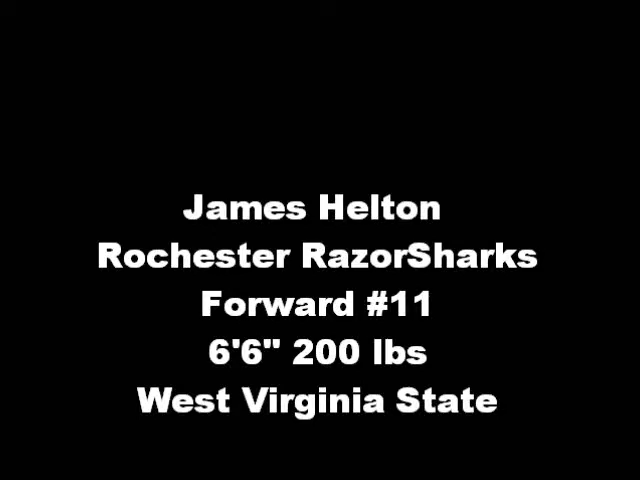 James Helton
Rochester RazorSharks
Forward #11
6'6" 200 lbs
West Virginia State